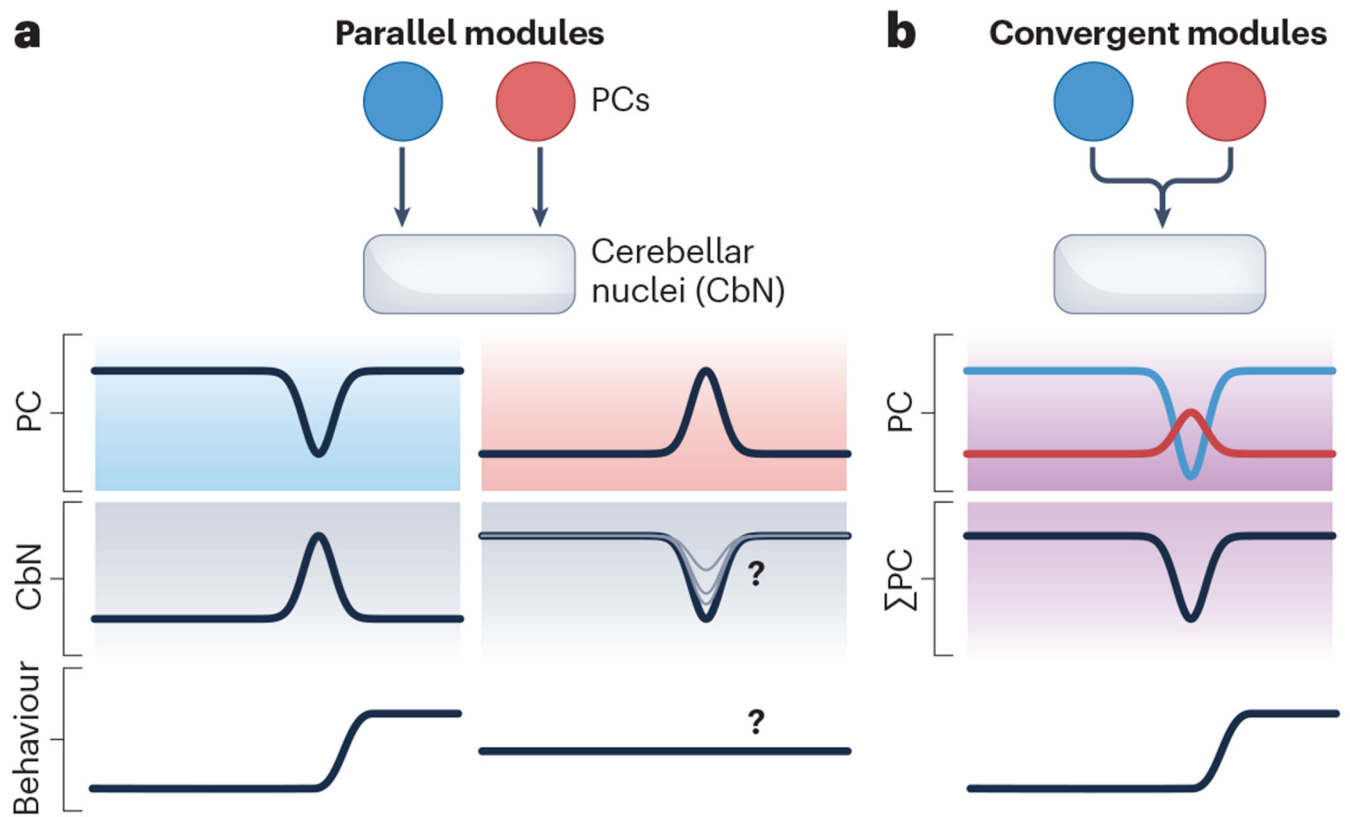 a
Parallel modules
PCs
Cerebellar
nuclei (CbN)
PC
CbN
?
Behaviour
?
b
Convergent modules
PC
∑PC